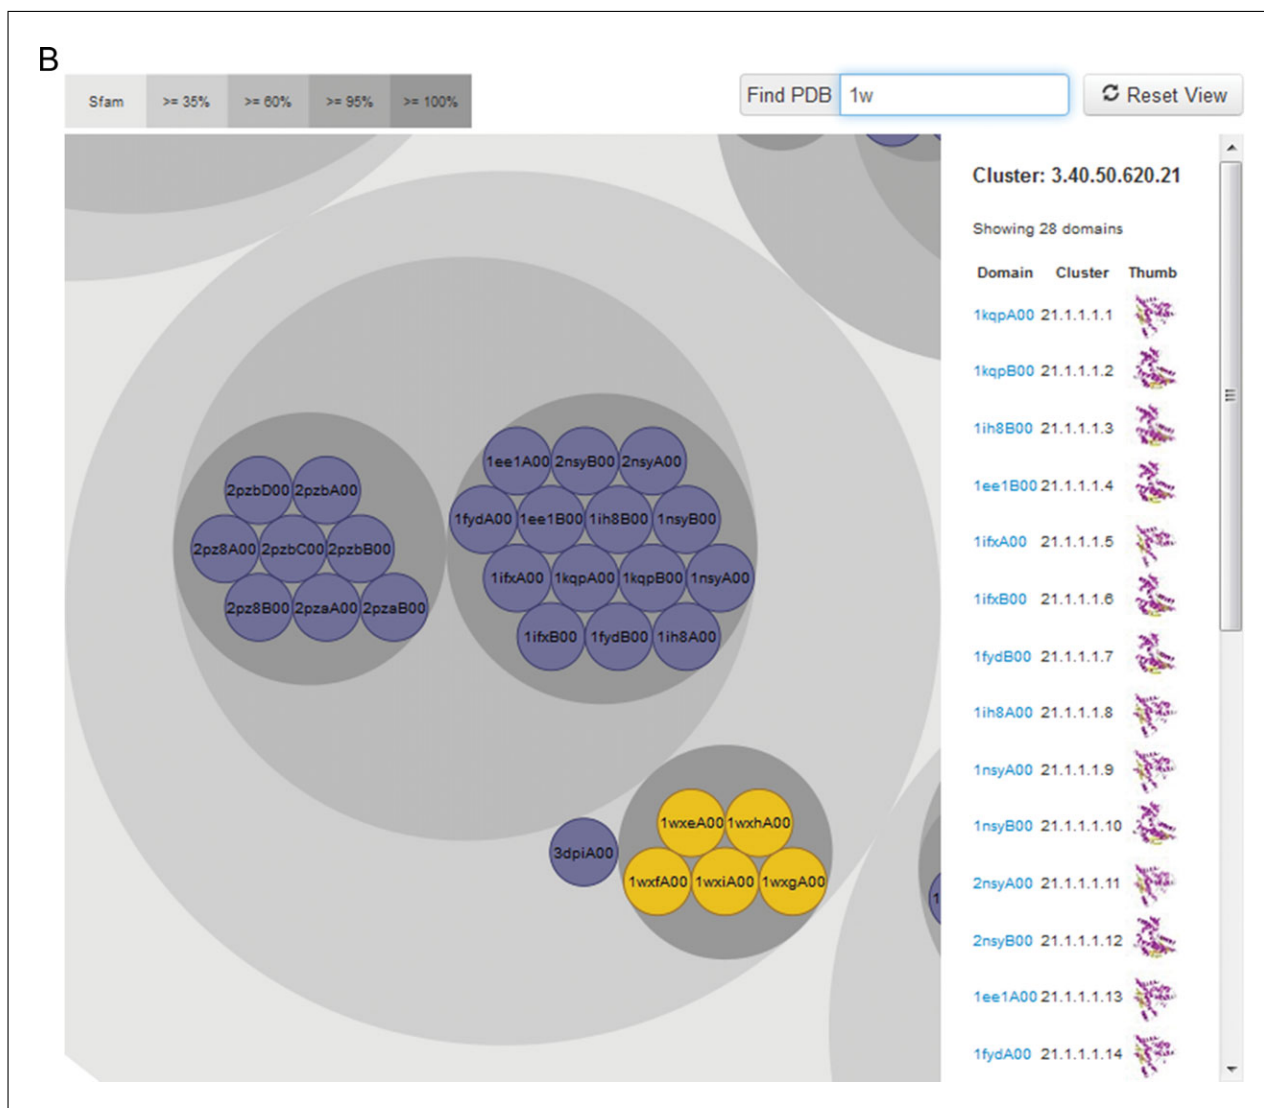 B
Sfam >= 35% >= 60% >= 95% >= 100%
Find PDB 1w Reset View
1ee1A00 2nsyB00 2nsyA00
2pzbD00 2pzbA00
1fydA00 1ee1B00 1ih8B00 1nsyB00
2pz8A00 2pzbC00 2pzbB00
1ifxA00 1kqpA00 1kqpB00 1nsyA00
2pz8B00 2pzaA00 2pzaB00
1ifxB00 1fydB00 1ih8A00
1wxeA00 1wxhA00
3dpiA00
1wxfA00 1wxiA00 1wxgA00
1
Cluster: 3.40.50.620.21
Showing 28 domains
Domain Cluster Thumb
1kqpA00 21.1.1.1.1
1kqpB00 21.1.1.1.2
1ih8B00 21.1.1.1.3
1ee1B00 21.1.1.1.4
1ifxA00 21.1.1.1.5
1ifxB00 21.1.1.1.6
1fydB00 21.1.1.1.7
1ih8A00 21.1.1.1.8
1nsyA00 21.1.1.1.9
1nsyB00 21.1.1.1.10
2nsyA00 21.1.1.1.11
2nsyB00 21.1.1.1.12
1ee1A00 21.1.1.1.13
1fydA00 21.1.1.1.14